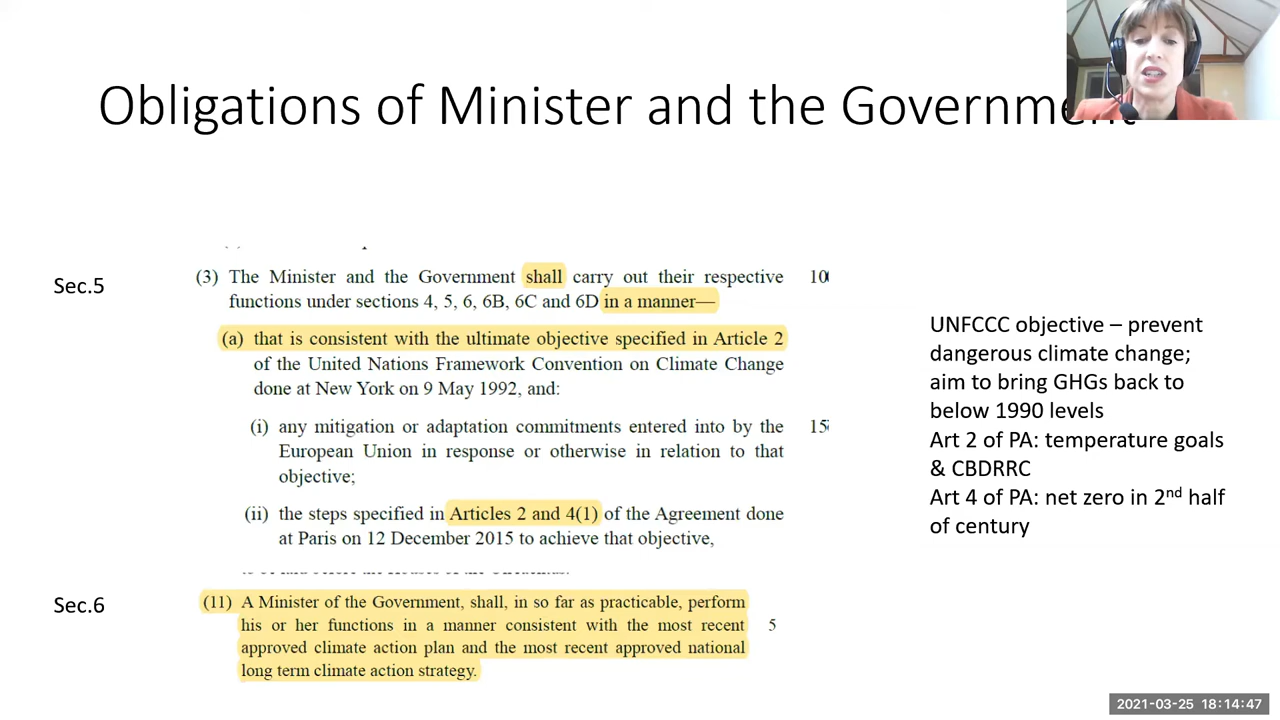 Obligations of Minister and the Government
Sec.5
(3) The Minister and the Government shall carry out their respective 10
functions under sections 4, 5, 6, 6B, 6C and 6D in a manner—
(a) that is consistent with the ultimate objective specified in Article 2
of the United Nations Framework Convention on Climate Change
done at New York on 9 May 1992, and:
(i) any mitigation or adaptation commitments entered into by the 15
European Union in response or otherwise in relation to that
objective;
(ii) the steps specified in Articles 2 and 4(1) of the Agreement done
at Paris on 12 December 2015 to achieve that objective,
Sec.6
(11) A Minister of the Government, shall, in so far as practicable, perform
his or her functions in a manner consistent with the most recent 5
approved climate action plan and the most recent approved national
long term climate action strategy.
UNFCCC objective – prevent
dangerous climate change;
aim to bring GHGs back to
below 1990 levels
Art 2 of PA: temperature goals
& CBDRRC
Art 4 of PA: net zero in 2nd half
of century
2021-03-25 18:14:47